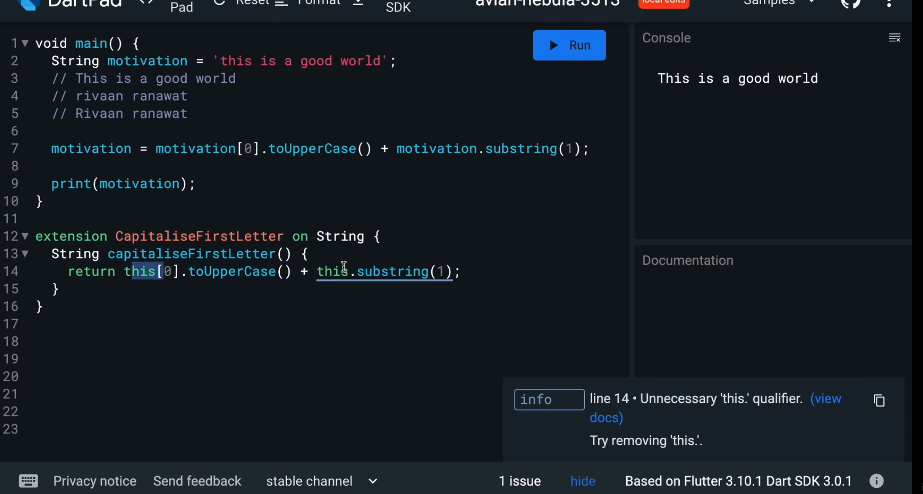 DartPad <> Pad Reset Format SDK avian-nebula-3513 local edits Samples
1 void main() {
2 String motivation = 'this is a good world';
3 // This is a good world
4 // rivaan ranawat
5 // Rivaan ranawat
6
7 motivation = motivation[0].toUpperCase() + motivation.substring(1);
8
9 print(motivation);
10 }
11
12 extension CapitaliseFirstLetter on String {
13 String capitaliseFirstLetter() {
14 return this[0].toUpperCase() + this.substring(1);
15 }
16 }
17
18
19
20
21
22
23
Run
Console
This is a good world
Documentation
info line 14 • Unnecessary 'this.' qualifier. (view
docs)
Try removing 'this.'.
Privacy notice Send feedback stable channel 1 issue hide Based on Flutter 3.10.1 Dart SDK 3.0.1